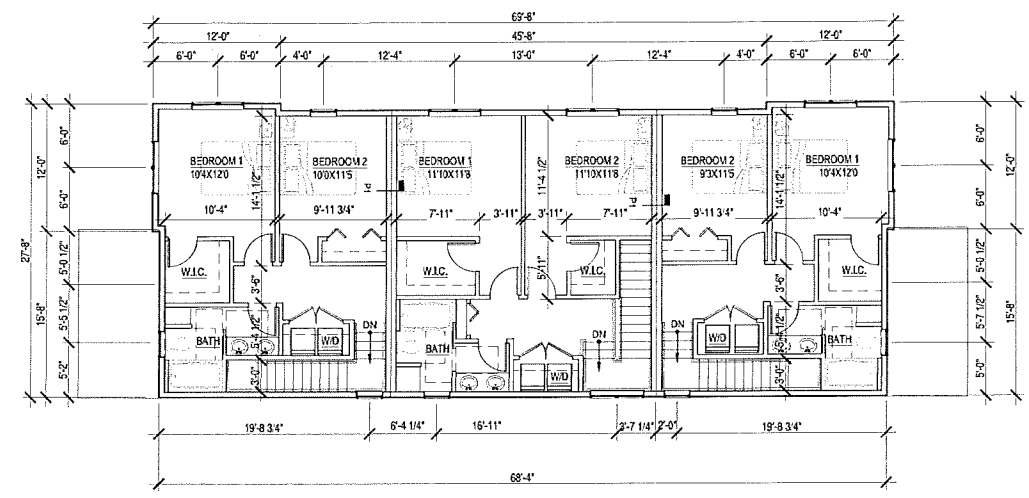 69'-8"
12'-0" 45'-8" 12'-0"
6'-0" 6'-0" 4'-0" 12'-4" 13'-0" 12'-4" 4'-0" 6'-0" 6'-0"
27'-8"
12'-0"
6'-0"
6'-0"
15'-8"
5'-0 1/2"
5'-5 1/2"
5'-2"
BEDROOM 1
10'4X12'0
14'-1 1/2"
10'-4"
BEDROOM 2
10'0X11'5
9'-11 3/4"
P1
BEDROOM 1
11'10X11'8
7'-11" 3'-11"
11'-4 1/2"
BEDROOM 2
11'10X11'8
3'-11" 7'-11"
P1
BEDROOM 2
9'3X11'5
9'-11 3/4"
14'-1 1/2"
BEDROOM 1
10'4X12'0
10'-4"
W.I.C.
3'-6"
5'-4 1/2"
3'-0"
BATH
W/D
DN
W.I.C.
5'-11"
W.I.C.
BATH
W/D
DN
DN
W/D
W.I.C.
3'-6"
3'-0"
BATH
6'-0"
6'-0"
12'-0"
5'-0 1/2"
5'-7 1/2"
5'-0"
15'-8"
19'-8 3/4" 6'-4 1/4" 16'-11" 3'-7 1/4" 2'-0" 19'-8 3/4"
68'-4"